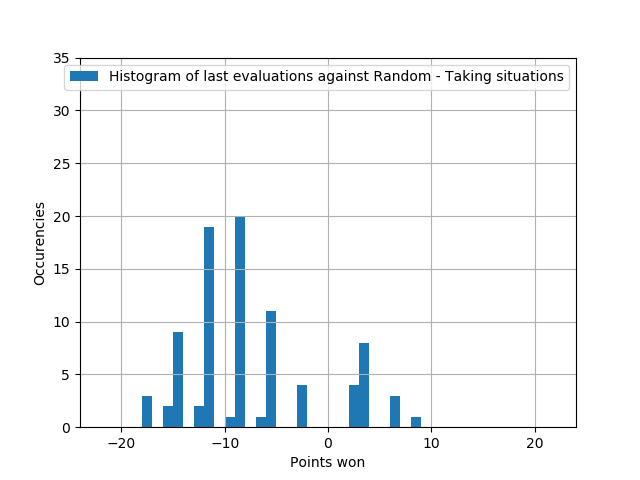 Histogram of last evaluations against Random - Taking situations
35
30
25
20
15
10
5
0
Occurencies
−20 −10 0 10 20
Points won